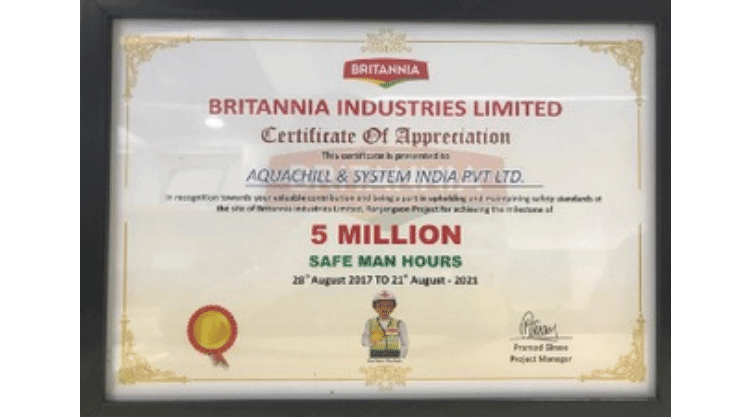 BRITANNIA
BRITANNIA INDUSTRIES LIMITED
Certificate Of Appreciation
This certificate is presented to
AQUACHILL & SYSTEM INDIA PVT LTD.
In recognition towards your valuable contribution and being a part in upholding and maintaining safety standards at
the site of Britannia Industries Limited, Ranjangaon Project for achieving the milestone of
5 MILLION
SAFE MAN HOURS
28th August 2017 TO 21st August - 2021
Pramod
Project Manager